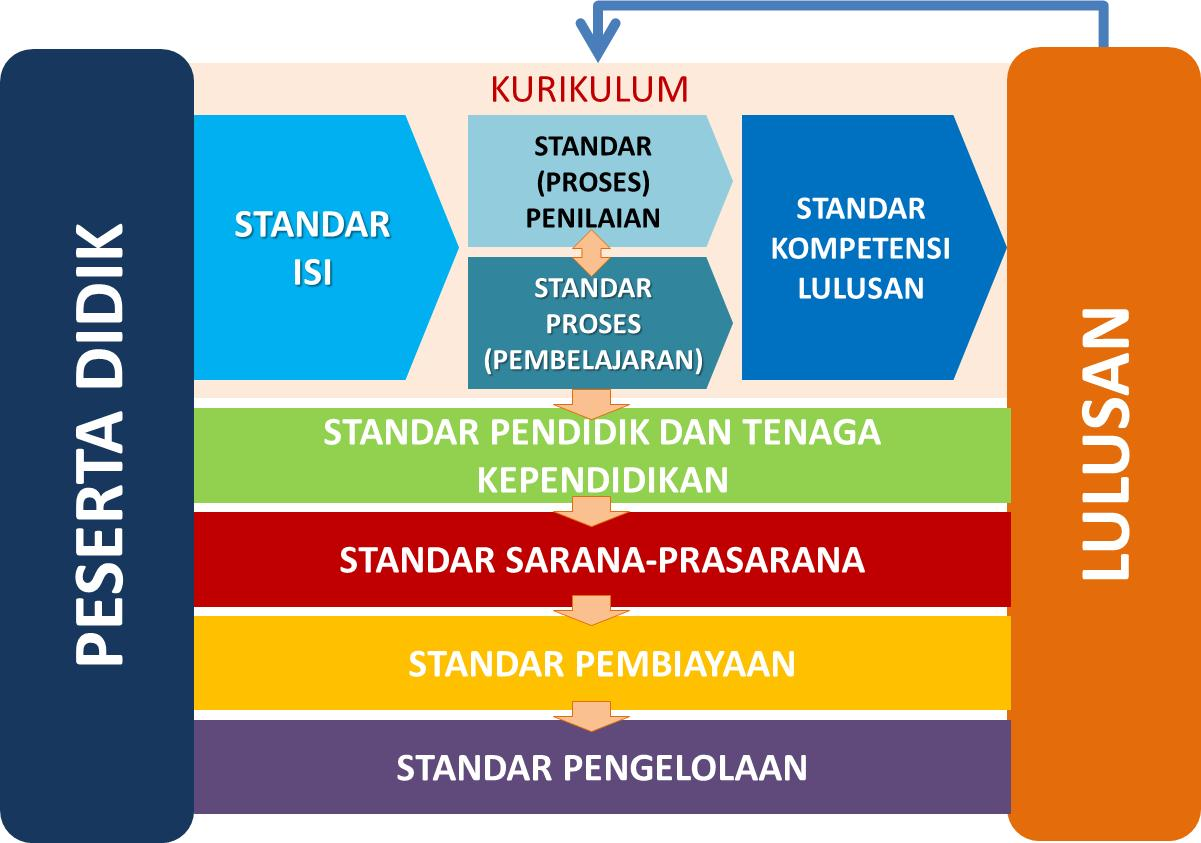 PESERTA DIDIK
KURIKULUM
STANDAR
ISI
STANDAR
(PROSES)
PENILAIAN
STANDAR
PROSES
(PEMBELAJARAN)
STANDAR
KOMPETENSI
LULUSAN
STANDAR PENDIDIK DAN TENAGA
KEPENDIDIKAN
STANDAR SARANA-PRASARANA
STANDAR PEMBIAYAAN
STANDAR PENGELOLAAN
LULUSAN